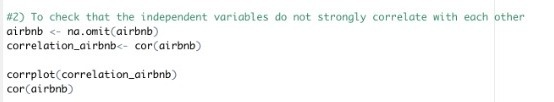 #2) To check that the independent variables do not strongly correlate with each other
airbnb <- na.omit(airbnb)
correlation_airbnb<- cor(airbnb)
corrplot(correlation_airbnb)
cor(airbnb)